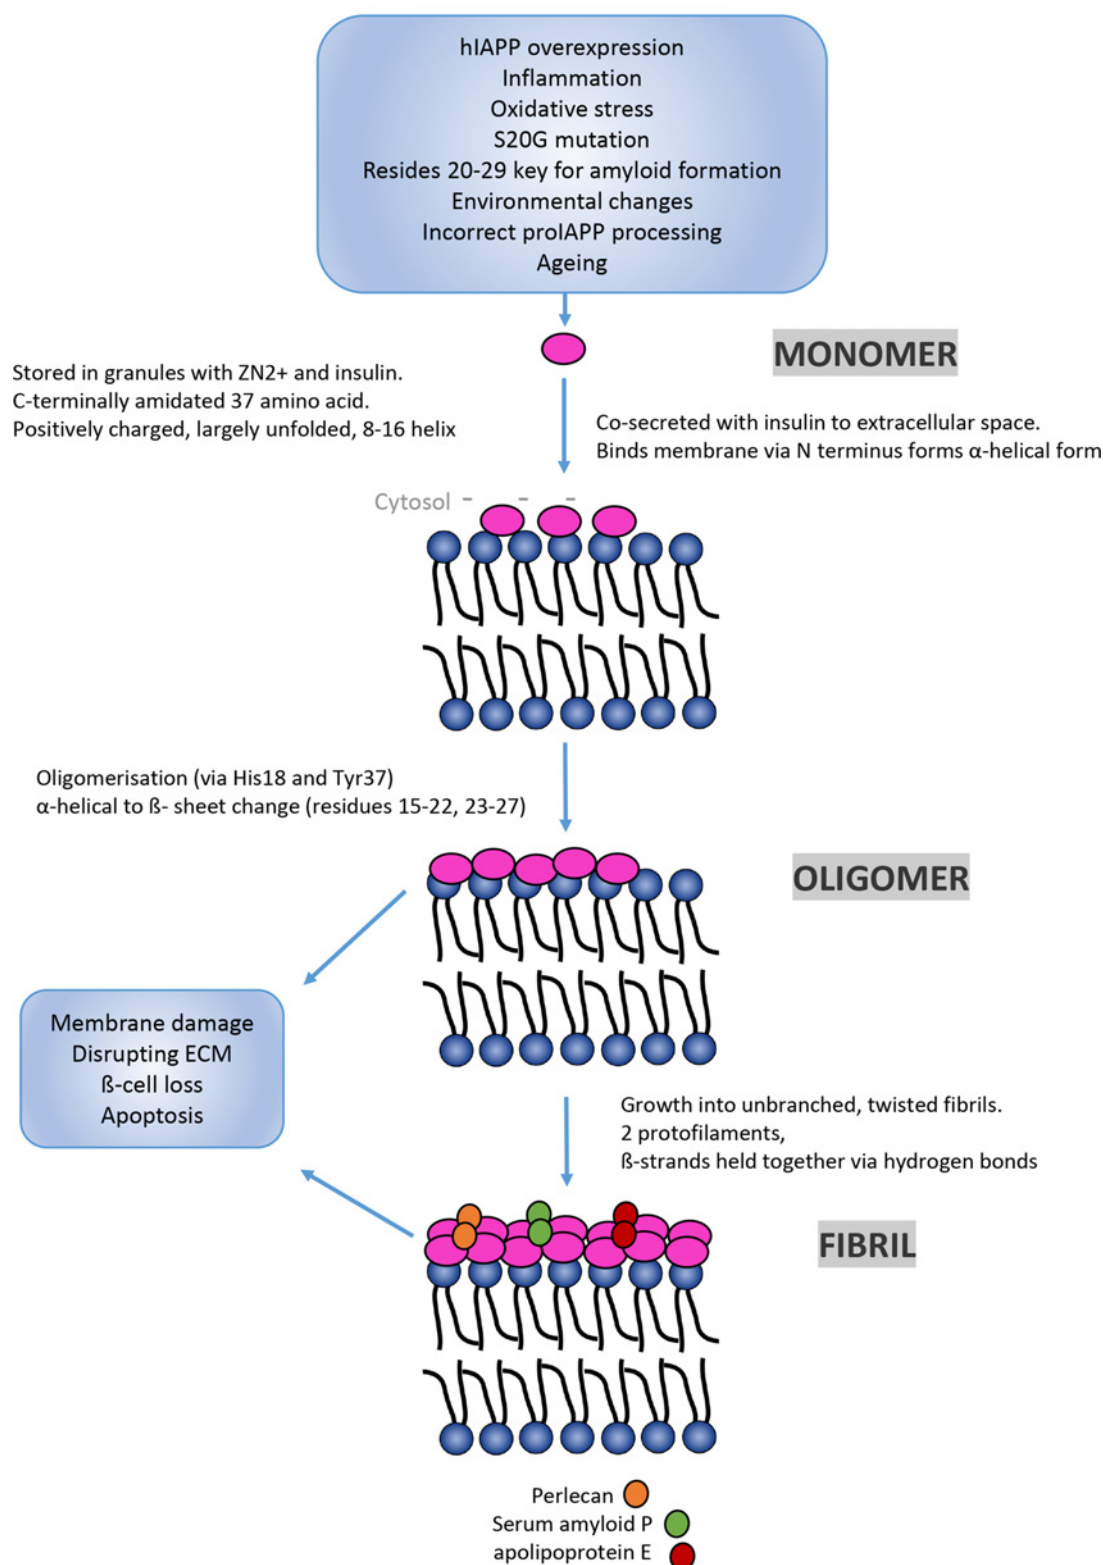 hIAPP overexpression
Inflammation
Oxidative stress
S20G mutation
Resides 20-29 key for amyloid formation
Environmental changes
Incorrect proIAPP processing
Ageing
MONOMER
Stored in granules with ZN2+ and insulin.
C-terminally amidated 37 amino acid.
Positively charged, largely unfolded, 8-16 helix
Co-secreted with insulin to extracellular space.
Binds membrane via N terminus forms α-helical form
Cytosol - - -
Oligomerisation (via His18 and Tyr37)
α-helical to ß- sheet change (residues 15-22, 23-27)
OLIGOMER
Membrane damage
Disrupting ECM
ß-cell loss
Apoptosis
Growth into unbranched, twisted fibrils.
2 protofilaments,
ß-strands held together via hydrogen bonds
FIBRIL
Perlecan
Serum amyloid P
apolipoprotein E